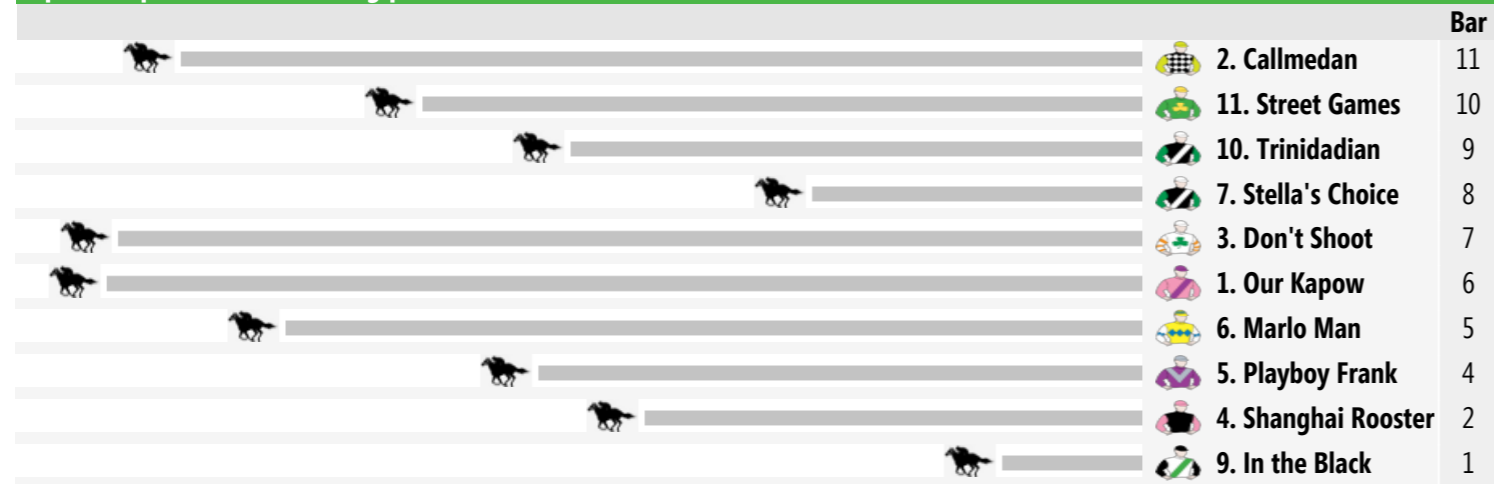 Bar
2. Callmedan 11
11. Street Games 10
10. Trinidadian 9
7. Stella's Choice 8
3. Don't Shoot 7
1. Our Kapow 6
6. Marlo Man 5
5. Playboy Frank 4
4. Shanghai Rooster 2
9. In the Black 1